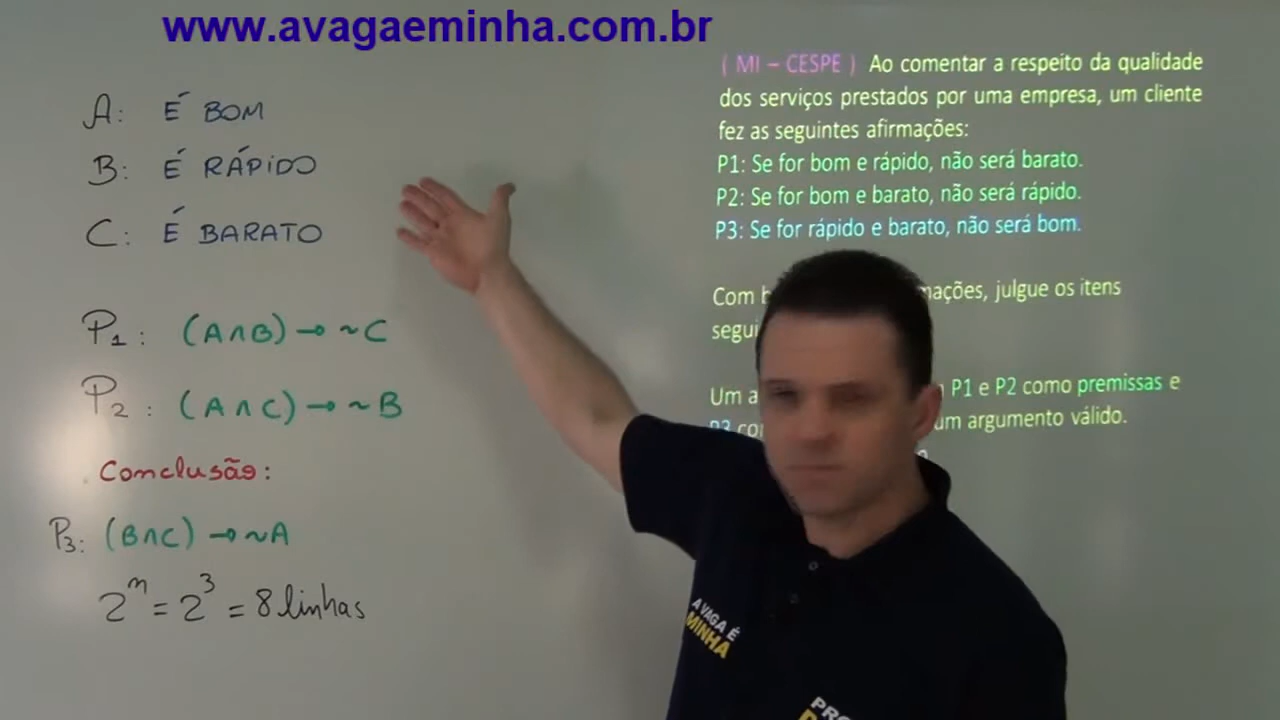 www.avagaeminha.com.br
A: É BOM
B: É RÁPIDO
C: É BARATO
P1: (A∧B) → ~C
P2: (A∧C) → ~B
Conclusão:
P3: (B∧C) → ~A
2^n = 2^3 = 8 linhas
( MI – CESPE ) Ao comentar a respeito da qualidade
dos serviços prestados por uma empresa, um cliente
fez as seguintes afirmações:
P1: Se for bom e rápido, não será barato.
P2: Se for bom e barato, não será rápido.
P3: Se for rápido e barato, não será bom.
Com julgue os itens
Um P1 e P2 como premissas e
P3 um argumento válido.
A VAGA É
MINHA